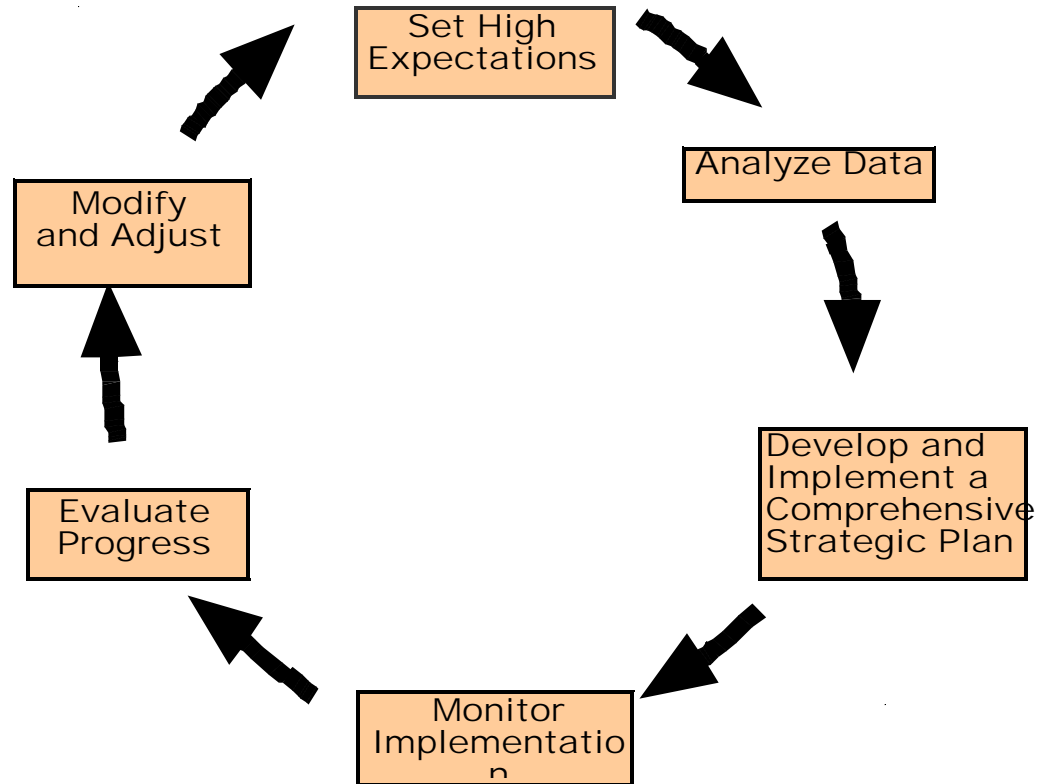 Set High
Expectations
Analyze Data
Develop and
Implement a
Comprehensive
Strategic Plan
Monitor
Implementatio
n
Evaluate
Progress
Modify
and Adjust